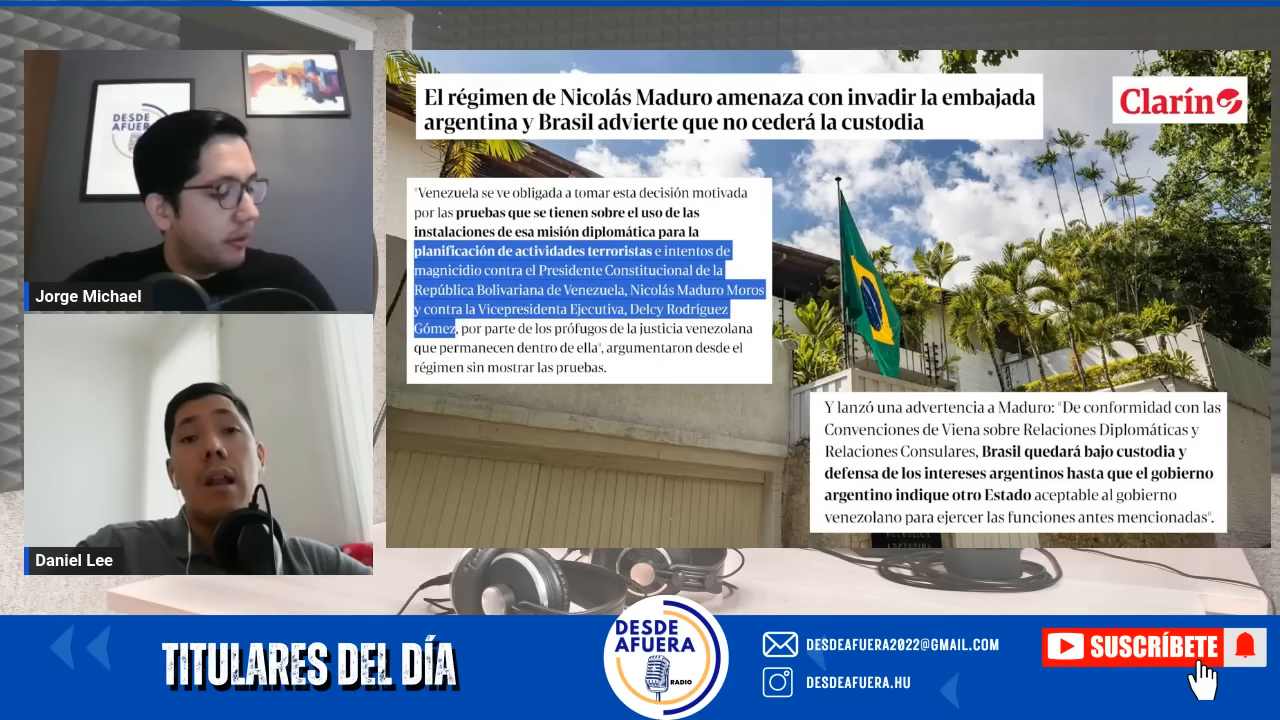 DESDE
AFUERA
Jorge Michael
Daniel Lee
El régimen de Nicolás Maduro amenaza con invadir la embajada
argentina y Brasil advierte que no cederá la custodia
Clarín
"Venezuela se ve obligada a tomar esta decisión motivada
por las pruebas que se tienen sobre el uso de las
instalaciones de esa misión diplomática para la
planificación de actividades terroristas e intentos de
magnicidio contra el Presidente Constitucional de la
República Bolivariana de Venezuela, Nicolás Maduro Moros
y contra la Vicepresidenta Ejecutiva, Delcy Rodríguez
Gómez, por parte de los prófugos de la justicia venezolana
que permanecen dentro de ella", argumentaron desde el
régimen sin mostrar las pruebas.
Y lanzó una advertencia a Maduro: "De conformidad con las
Convenciones de Viena sobre Relaciones Diplomáticas y
Relaciones Consulares, Brasil quedará bajo custodia y
defensa de los intereses argentinos hasta que el gobierno
argentino indique otro Estado aceptable al gobierno
venezolano para ejercer las funciones antes mencionadas".
TITULARES DEL DÍA
DESDE
AFUERA
RADIO
DESDEAFUERA2022@GMAIL.COM
DESDEAFUERA.HU
SUSCRÍBETE